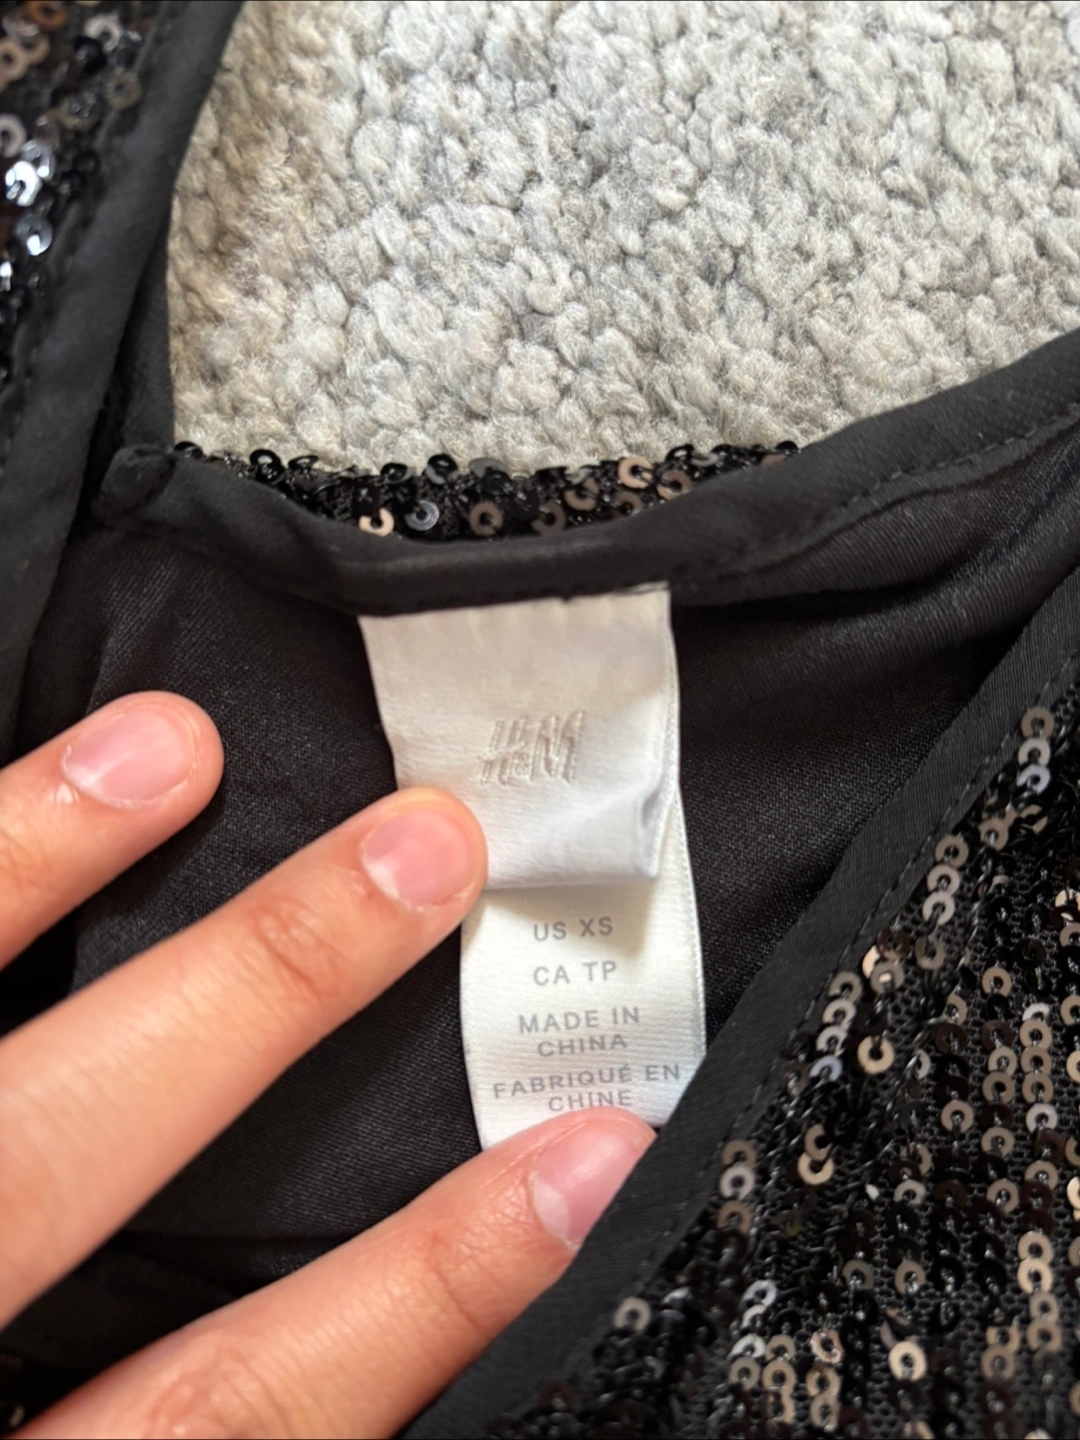 H&M
US XS
CA TP
MADE IN
CHINA
FABRIQUÉ EN
CHINE